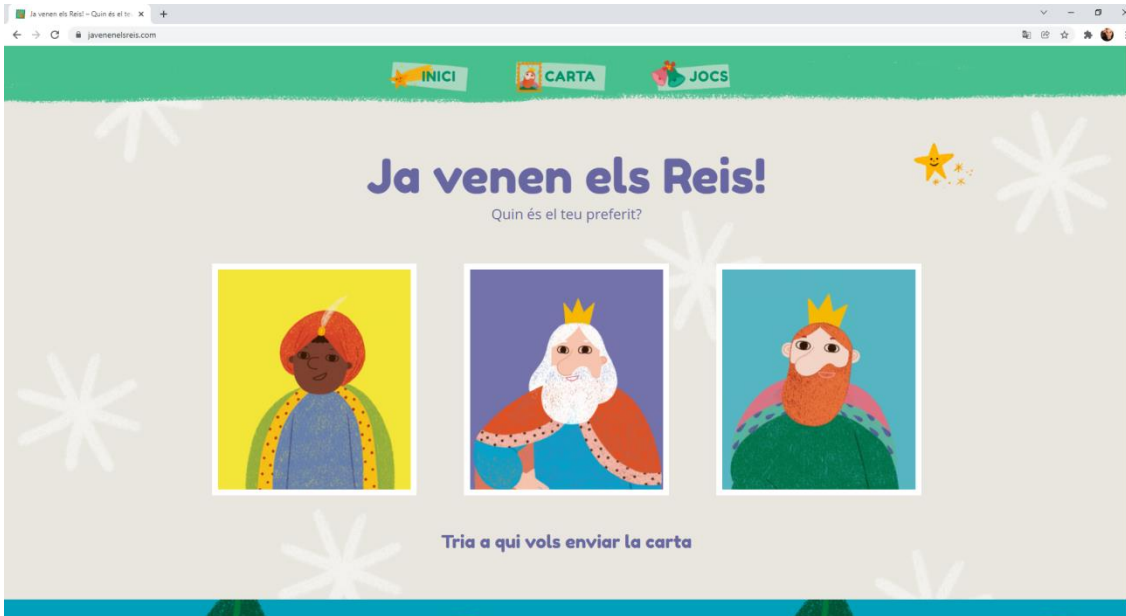 Ja venen els Reis! – Quin és el te
javenenelsreis.com
INICI
CARTA
JOCS
Ja venen els Reis!
Quin és el teu preferit?
Tria a qui vols enviar la carta